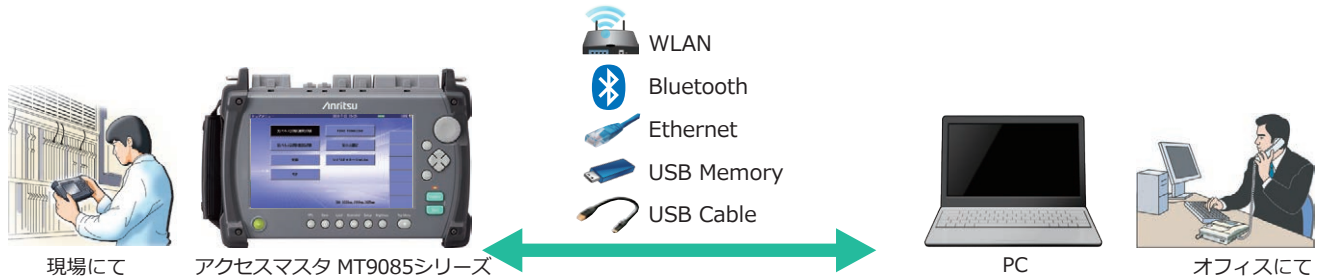 WLAN
Bluetooth
Anritsu
Ethernet
USB Memory
USB Cable
現場にて
アクセスマスタ MT9085シリーズ
PC
オフィスにて